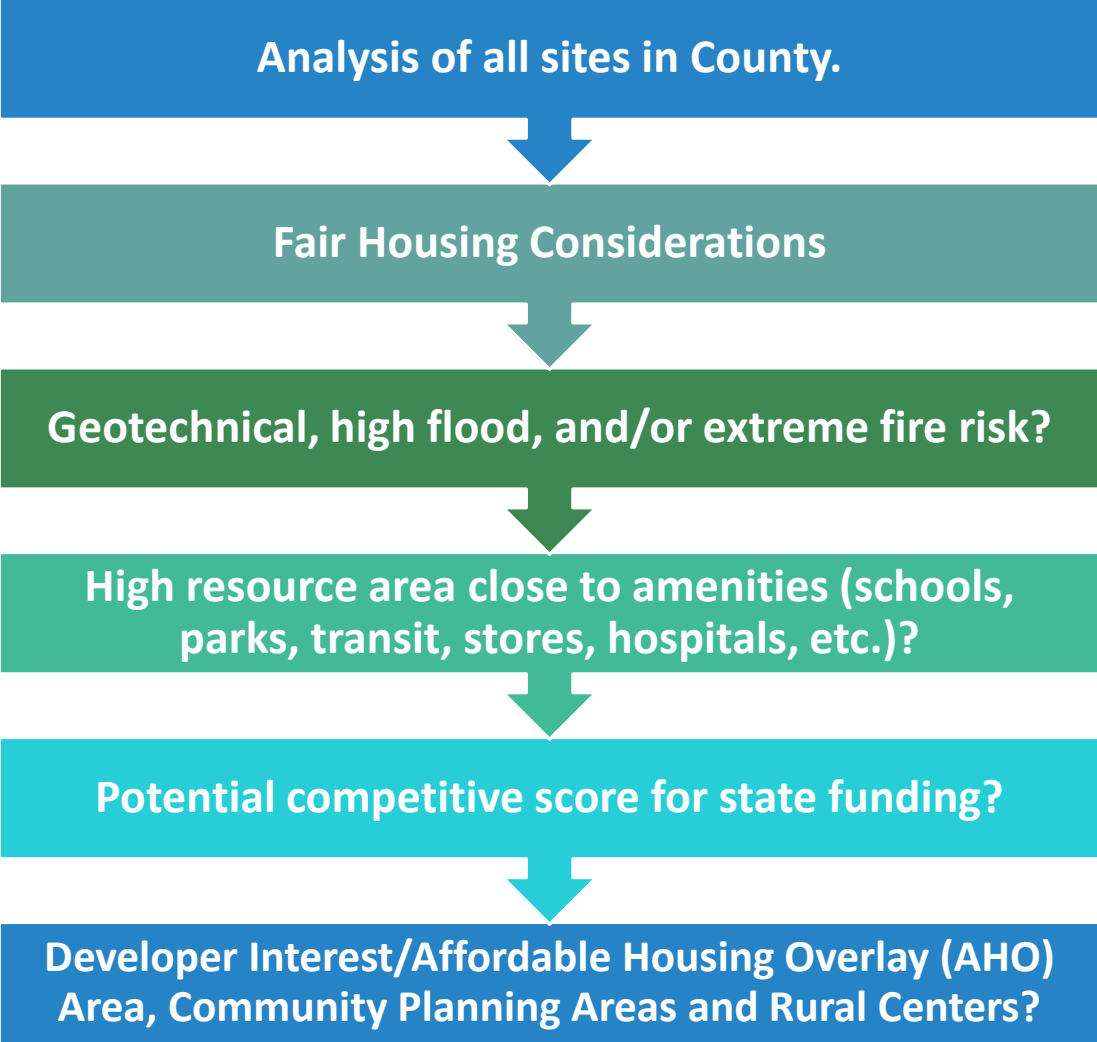 Analysis of all sites in County.
Fair Housing Considerations
Geotechnical, high flood, and/or extreme fire risk?
High resource area close to amenities (schools,
parks, transit, stores, hospitals, etc.)?
Potential competitive score for state funding?
Developer Interest/Affordable Housing Overlay (AHO)
Area, Community Planning Areas and Rural Centers?